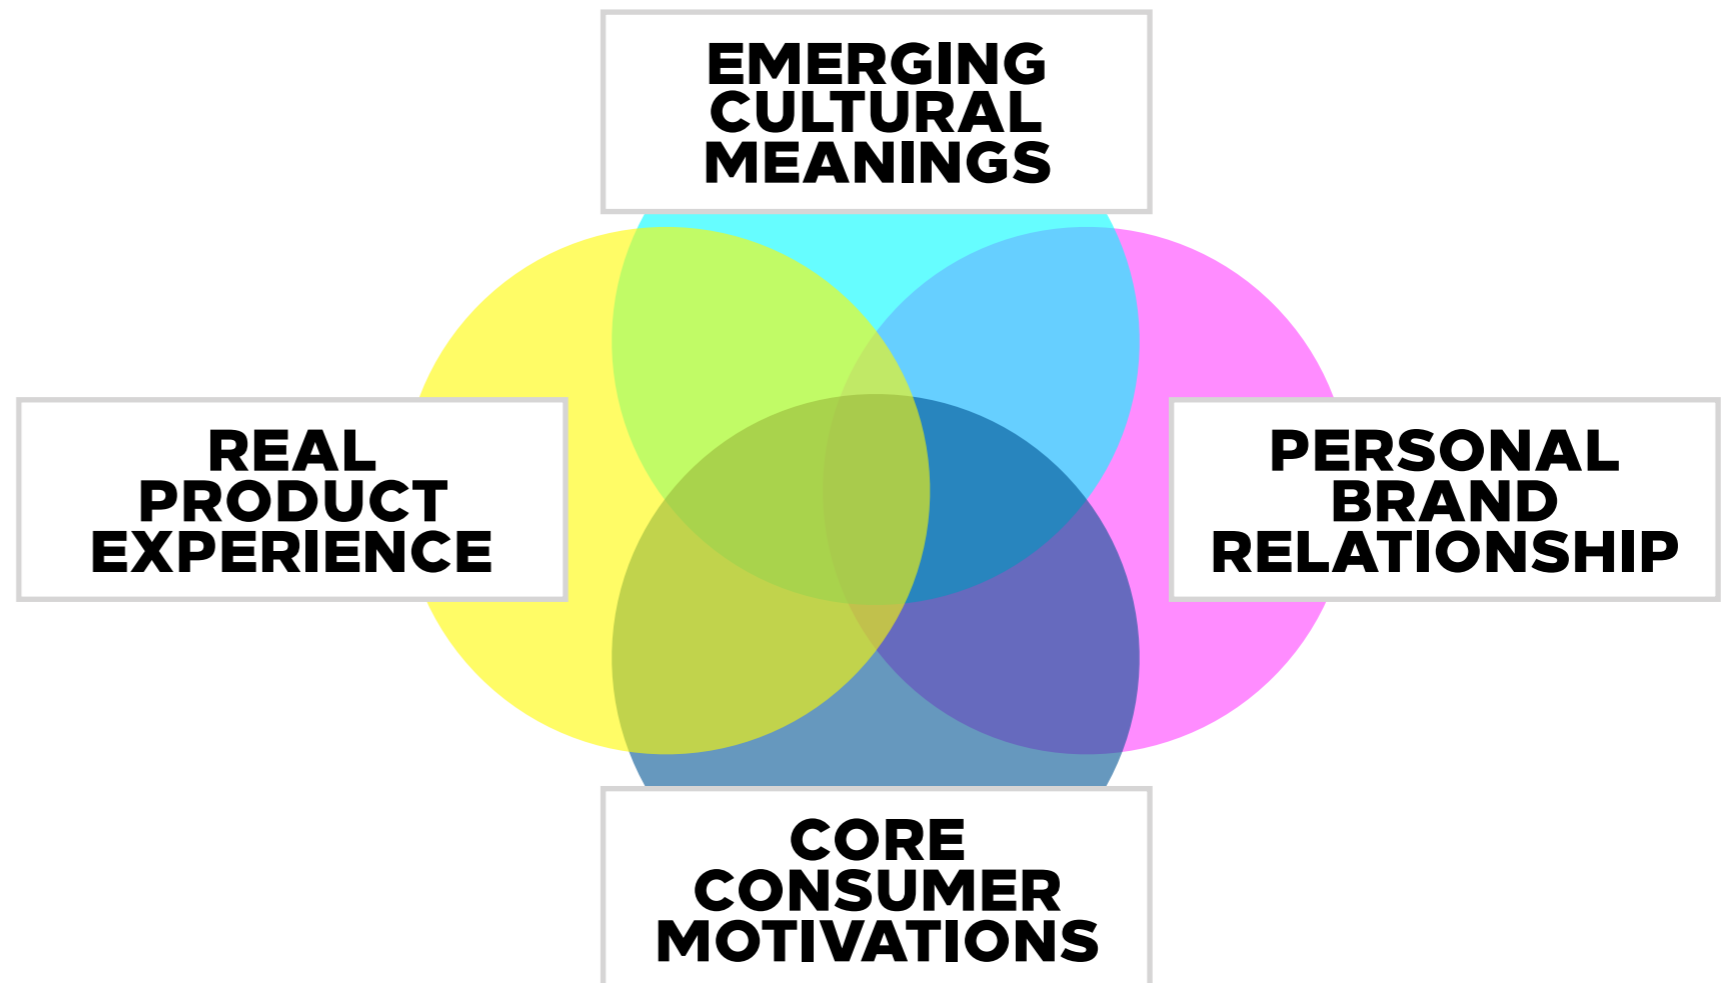 EMERGING
CULTURAL
MEANINGS
REAL
PRODUCT
EXPERIENCE
PERSONAL
BRAND
RELATIONSHIP
CORE
CONSUMER
MOTIVATIONS